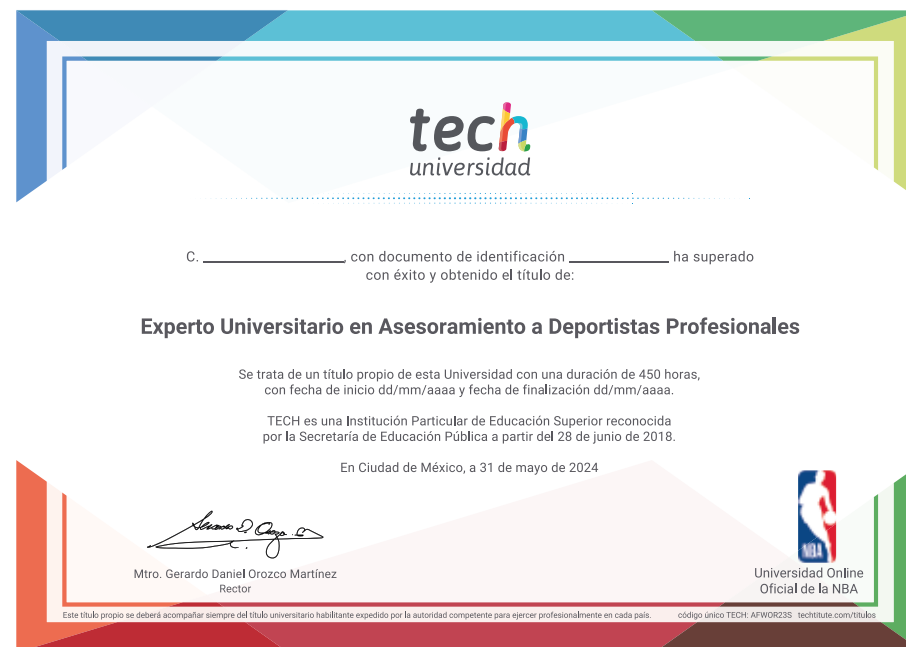 tech
universidad
C. ____________________, con documento de identificación ______________ ha superado
con éxito y obtenido el título de:
Experto Universitario en Asesoramiento a Deportistas Profesionales
Se trata de un título propio de esta Universidad con una duración de 450 horas,
con fecha de inicio dd/mm/aaaa y fecha de finalización dd/mm/aaaa.
TECH es una Institución Particular de Educación Superior reconocida
por la Secretaría de Educación Pública a partir del 28 de junio de 2018.
En Ciudad de México, a 31 de mayo de 2024
Mtro. Gerardo Daniel Orozco Martínez
Rector
NBA
Universidad Online
Oficial de la NBA
Este título propio se deberá acompañar siempre del título universitario habilitante expedido por la autoridad competente para ejercer profesionalmente en cada país. código único TECH: AFWOR23S techtitute.com/titulos